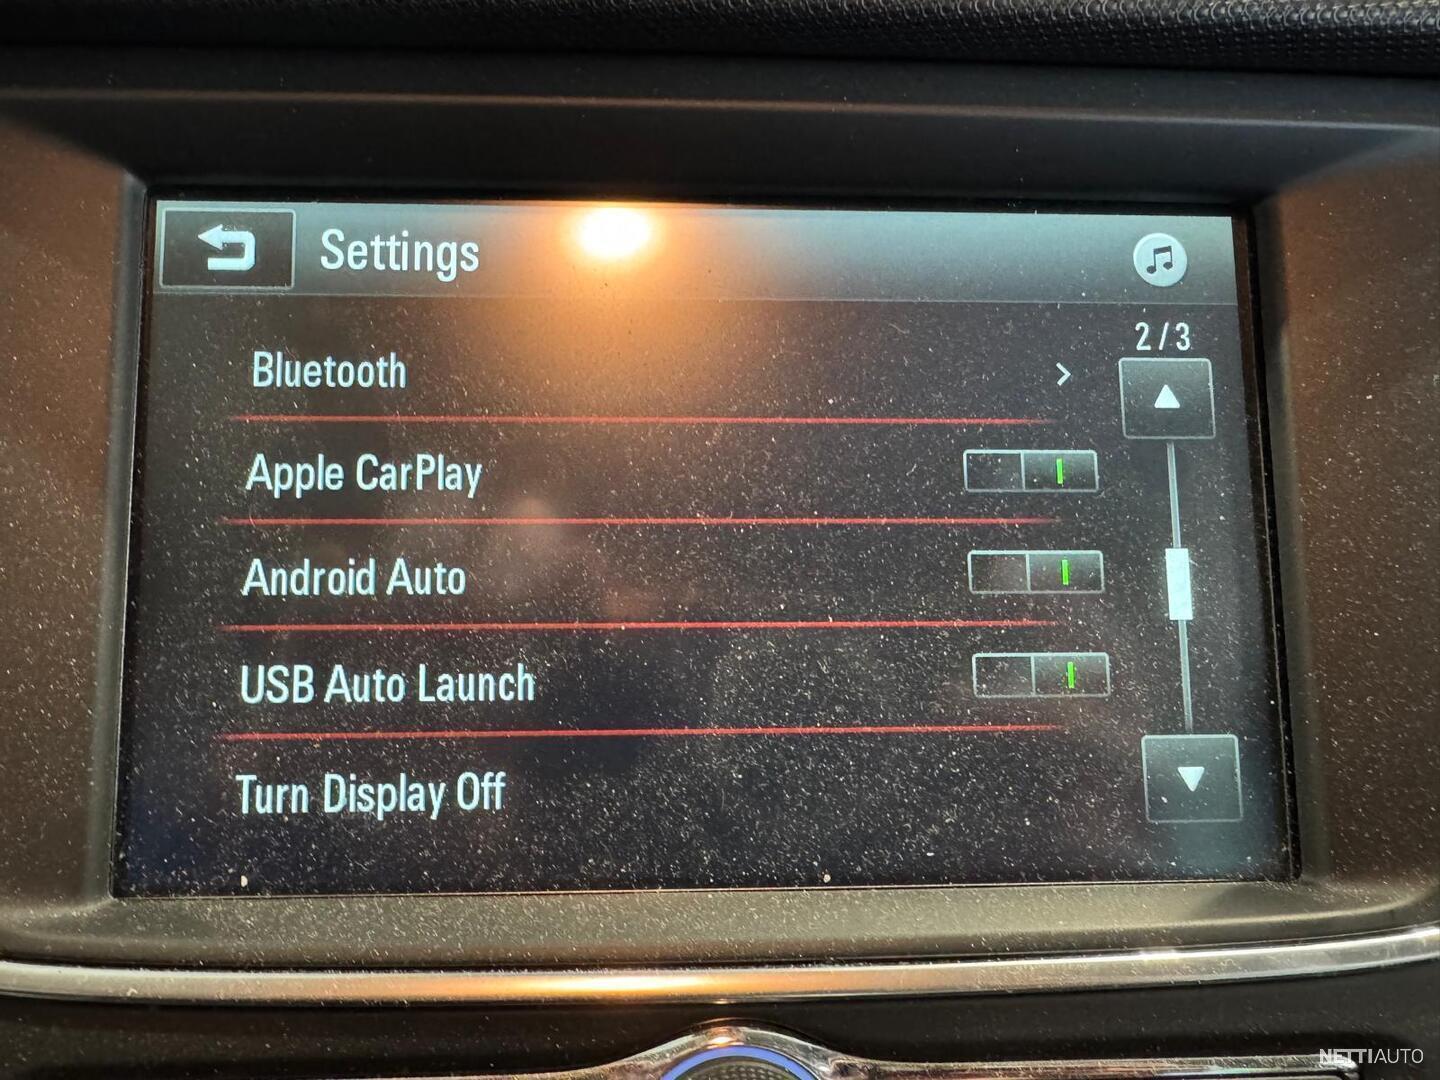 Settings
2/3
Bluetooth
Apple CarPlay
Android Auto
USB Auto Launch
Turn Display Off
NETTIAUTO